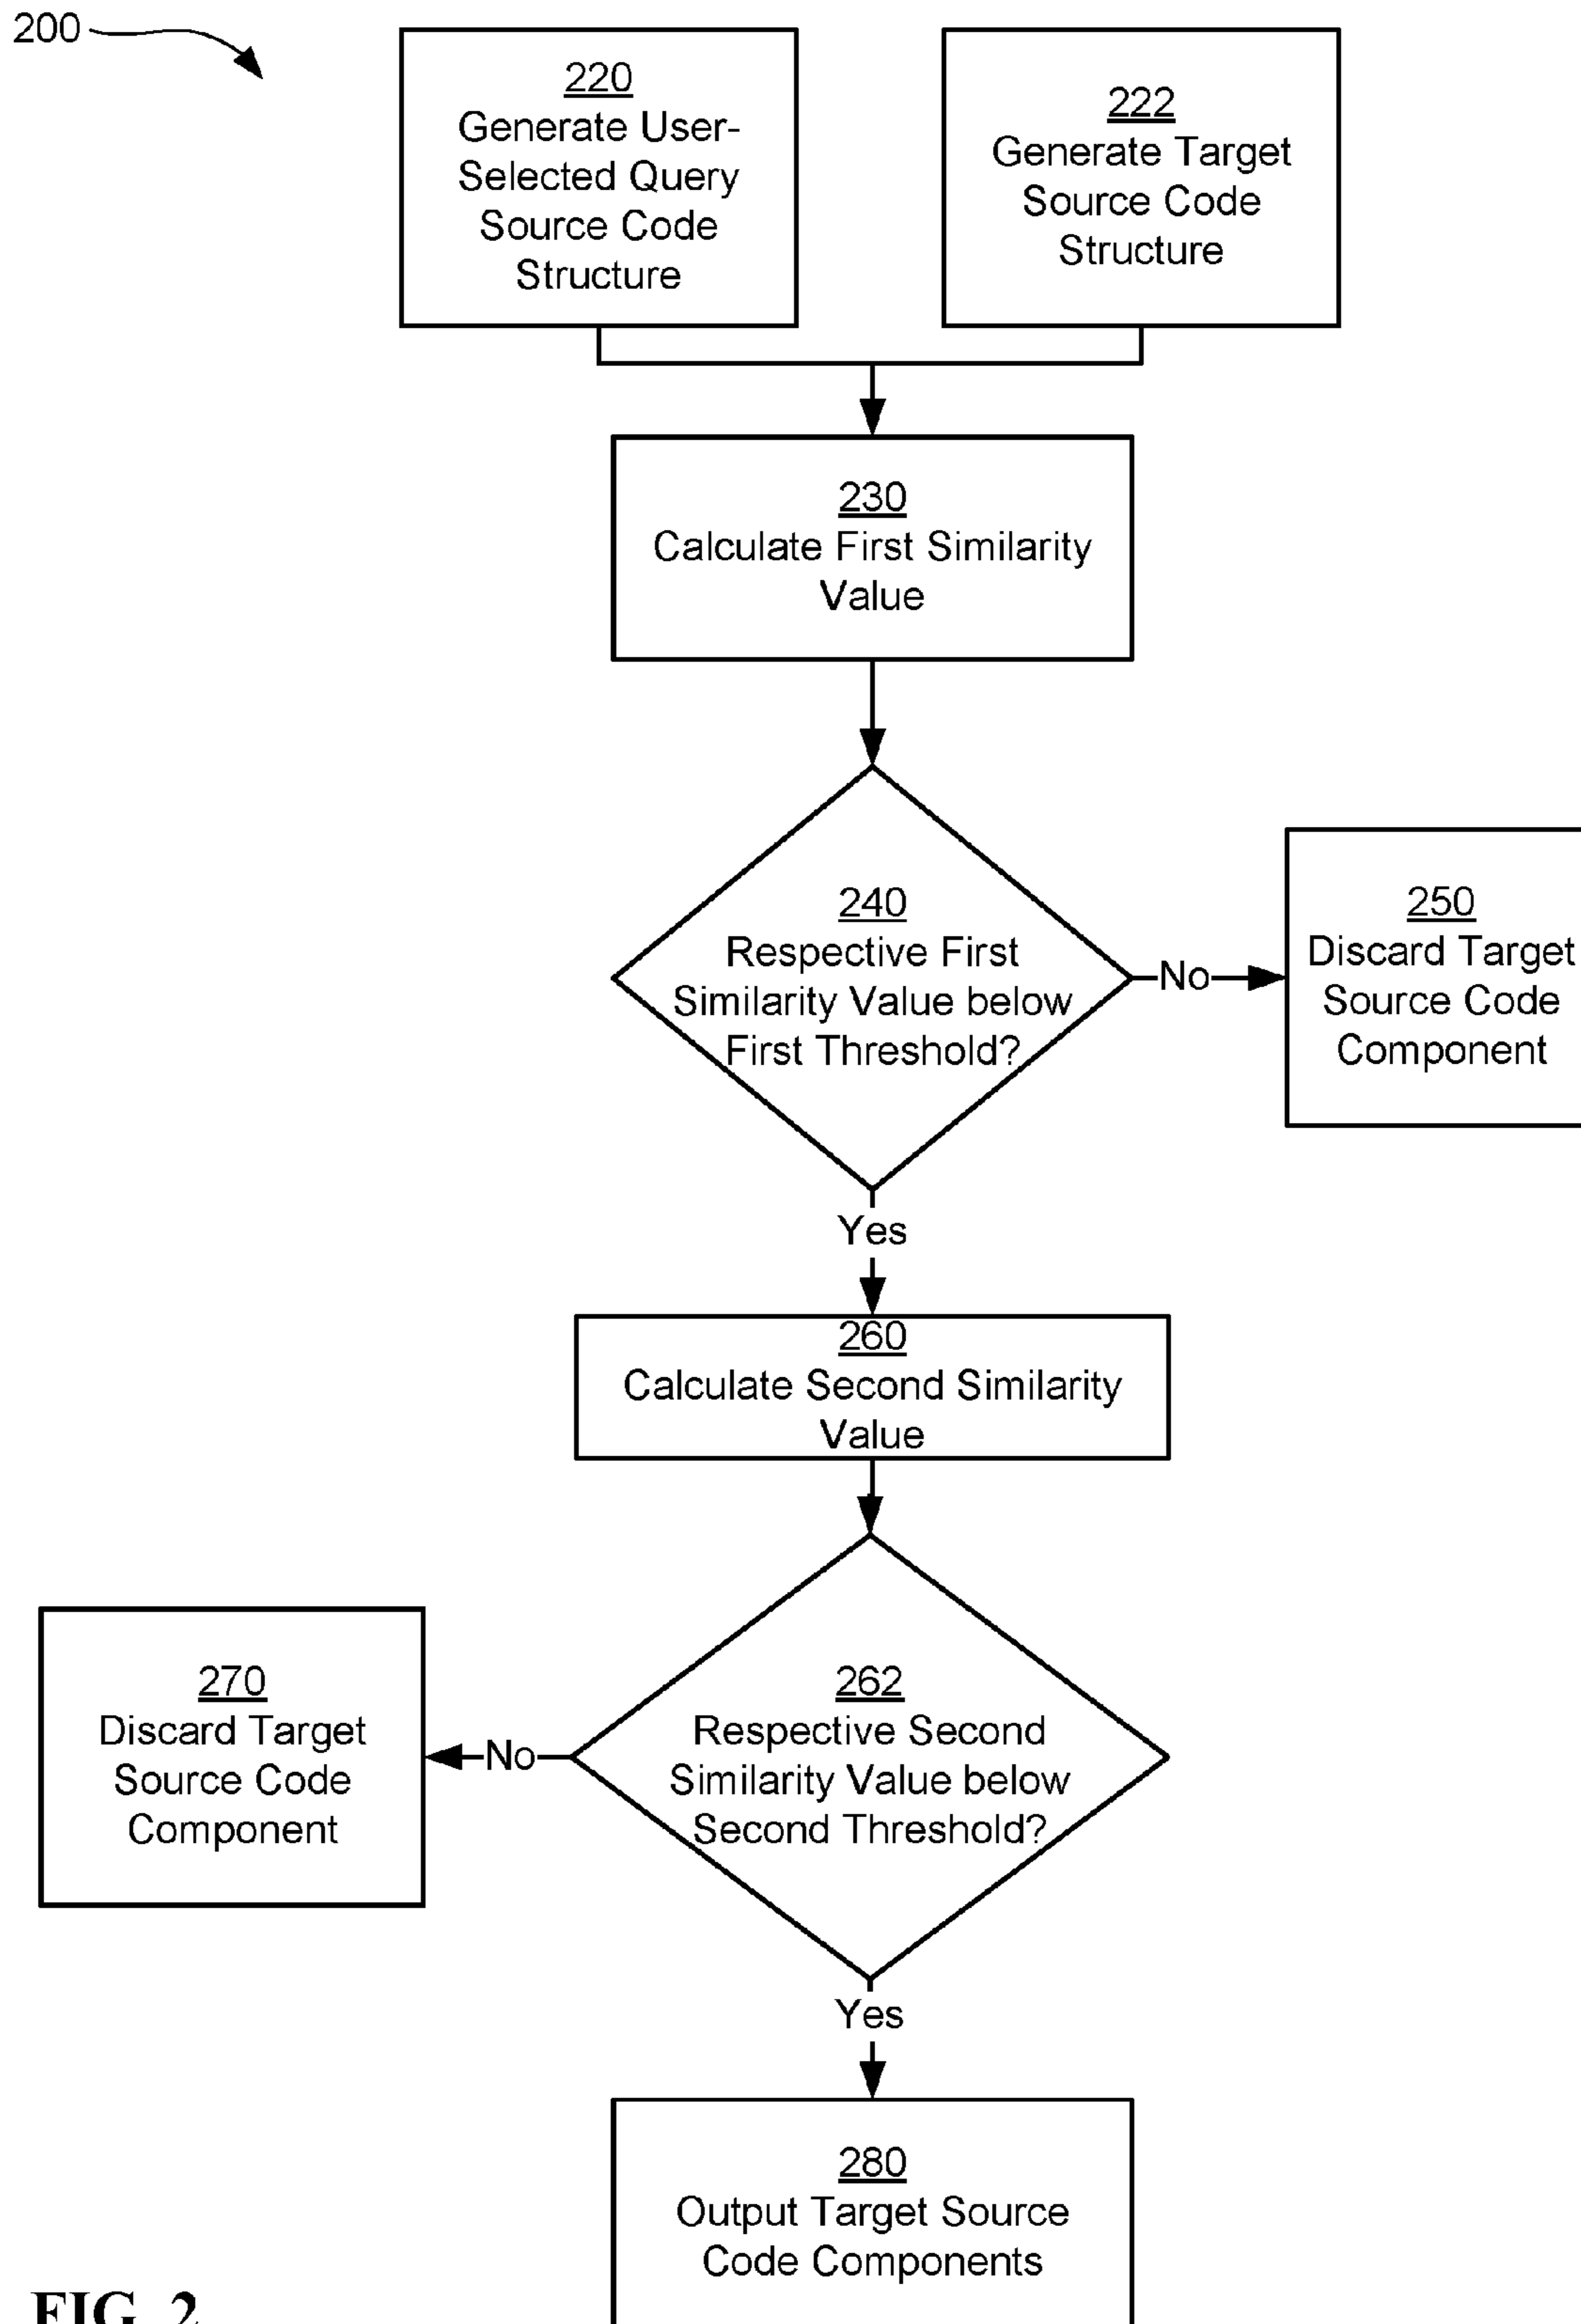 200
220
Generate User-
Selected Query
Source Code
Structure
222
Generate Target
Source Code
Structure
230
Calculate First Similarity
Value
240
Respective First
Similarity Value below
First Threshold?
No
250
Discard Target
Source Code
Component
Yes
260
Calculate Second Similarity
Value
262
Respective Second
Similarity Value below
Second Threshold?
No
270
Discard Target
Source Code
Component
Yes
280
Output Target Source
Code Components
FIG. 2